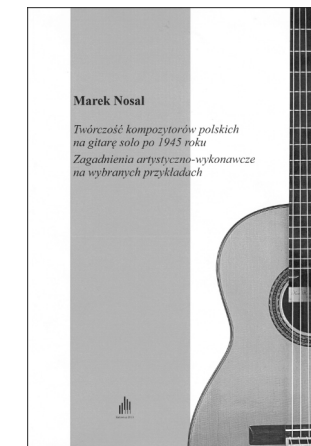 Marek Nosal
Twórczość kompozytorów polskich
na gitarę solo po 1945 roku
Zagadnienia artystyczno-wykonawcze
na wybranych przykładach